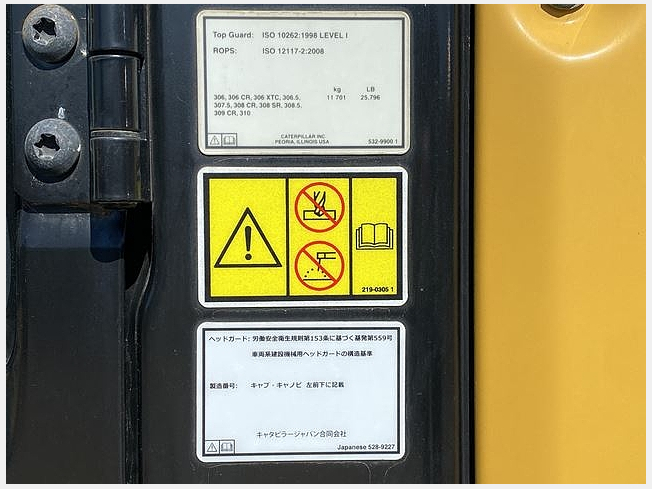 Top Guard: ISO 10262:1998 LEVEL I
ROPS: ISO 12117-2:2008
kg LB
306, 306 CR, 306 XTC, 306.5, 11 701 25,796
307.5, 308 CR, 308 SR, 308.5,
309 CR, 310
CATERPILLAR INC
PEORIA, ILLINOIS USA
532-9900 1
219-0305 1
ヘッドガード: 労働安全衛生規則第153条に基づく基発第559号
車両系建設機械用ヘッドガードの構造基準
製造番号: キャブ・キャノピ 左前下に記載
キャタピラージャパン合同会社
Japanese 528-9227